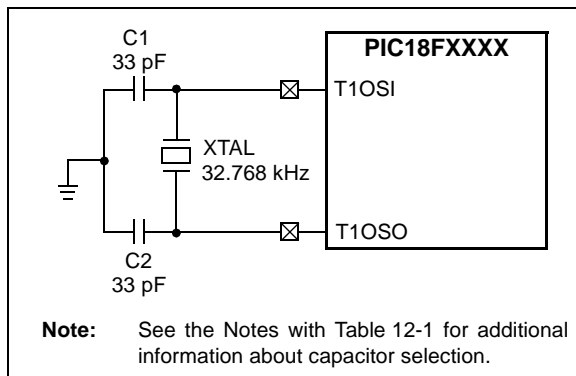 C1
33 pF
PIC18FXXXX
T1OSI
XTAL
32.768 kHz
T1OSO
C2
33 pF
Note: See the Notes with Table 12-1 for additional
information about capacitor selection.